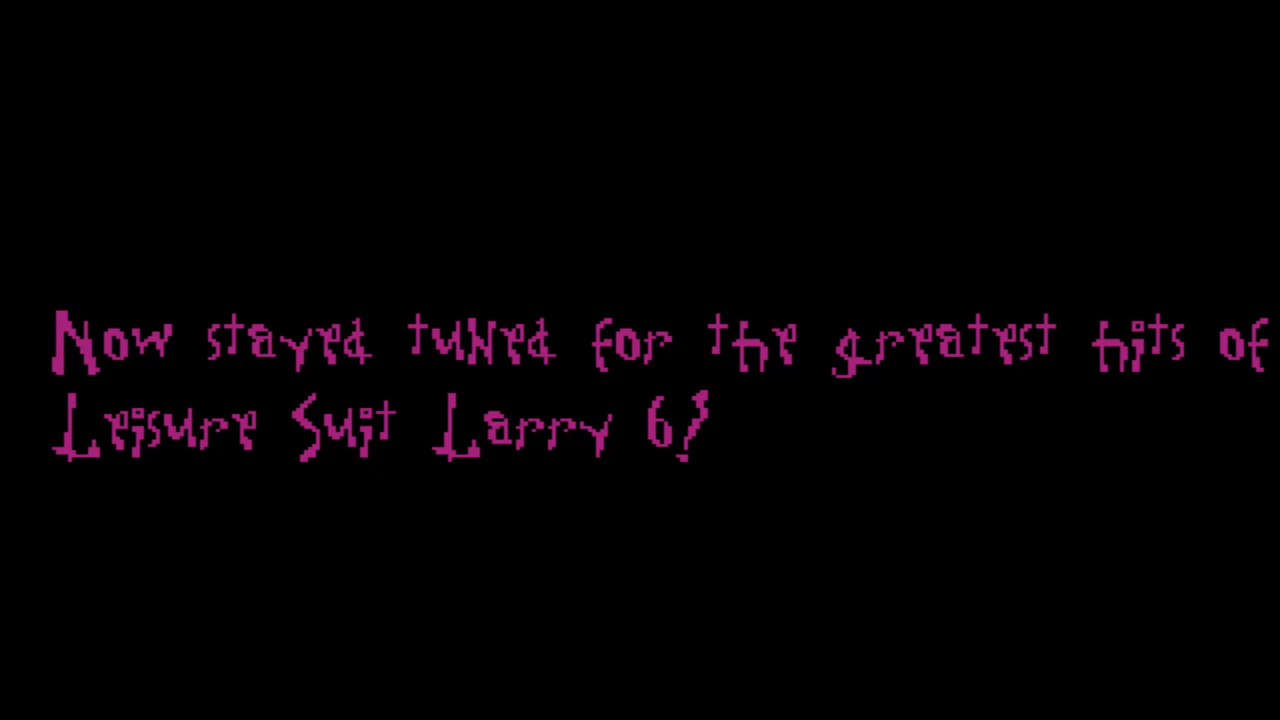 Now stayed tuned for the greatest hits of
Leisure Suit Larry 6!